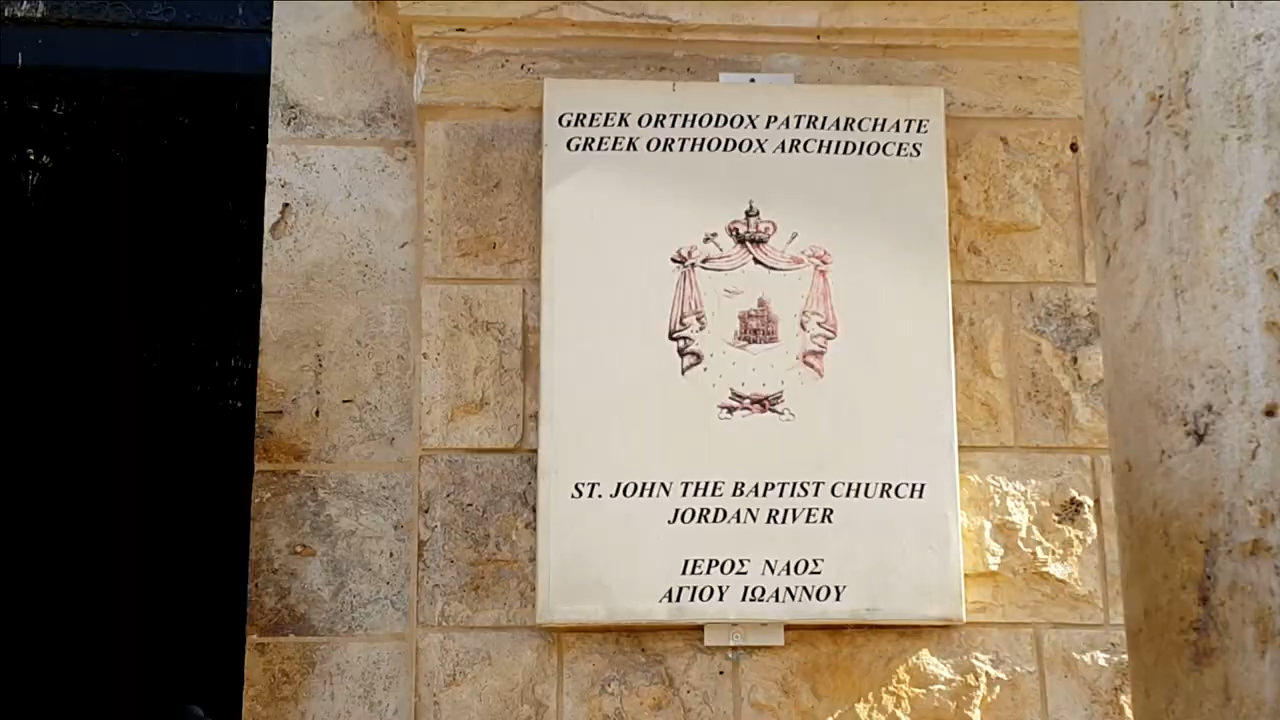 GREEK ORTHODOX PATRIARCHATE
GREEK ORTHODOX ARCHIDIOCES
ST. JOHN THE BAPTIST CHURCH
JORDAN RIVER
ΙΕΡΟΣ ΝΑΟΣ
ΑΓΙΟΥ ΙΩΑΝΝΟΥ